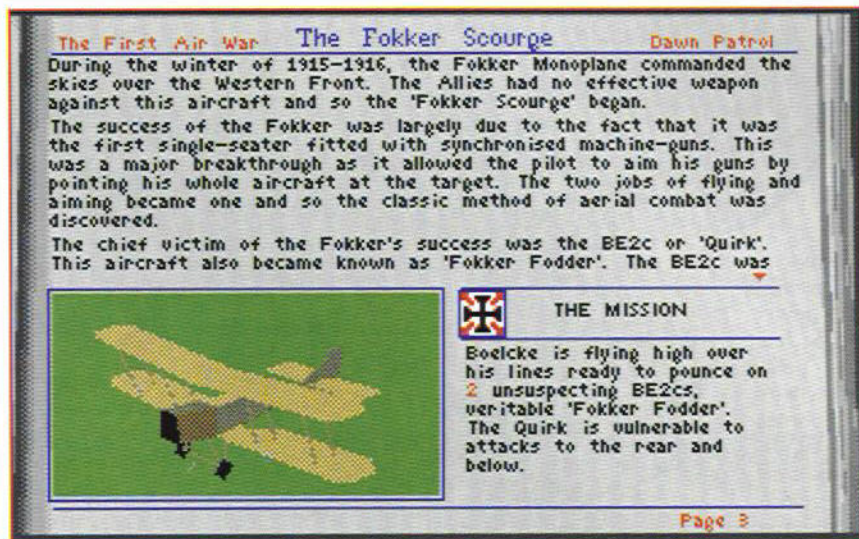 The First Air War The Fokker Scourge Dawn Patrol
During the winter of 1915-1916, the Fokker Monoplane commanded the
skies over the Western Front. The Allies had no effective weapon
against this aircraft and so the 'Fokker Scourge' began.
The success of the Fokker was largely due to the fact that it was
the first single-seater fitted with synchronised machine-guns. This
was a major breakthrough as it allowed the pilot to aim his guns by
pointing his whole aircraft at the target. The two jobs of flying and
aiming became one and so the classic method of aerial combat was
discovered.
The chief victim of the Fokker's success was the BE2c or 'Quirk'.
This aircraft also became known as 'Fokker Fodder'. The BE2c was
THE MISSION
Boelcke is flying high over
his lines ready to pounce on
2 unsuspecting BE2cs,
veritable 'Fokker Fodder'.
The Quirk is vulnerable to
attacks to the rear and
below.
Page 3